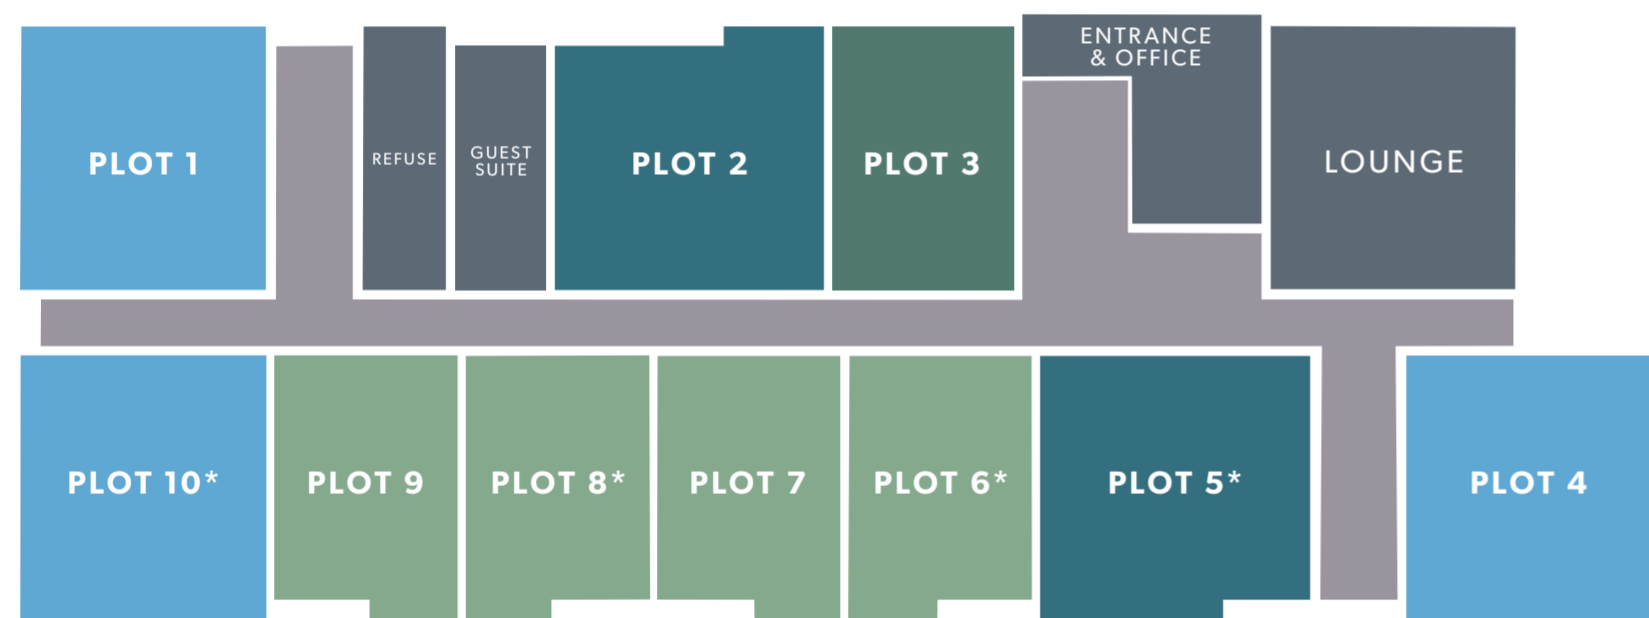 PLOT 1
REFUSE
GUEST
SUITE
PLOT 2
PLOT 3
ENTRANCE
& OFFICE
LOUNGE
PLOT 10*
PLOT 9
PLOT 8*
PLOT 7
PLOT 6*
PLOT 5*
PLOT 4